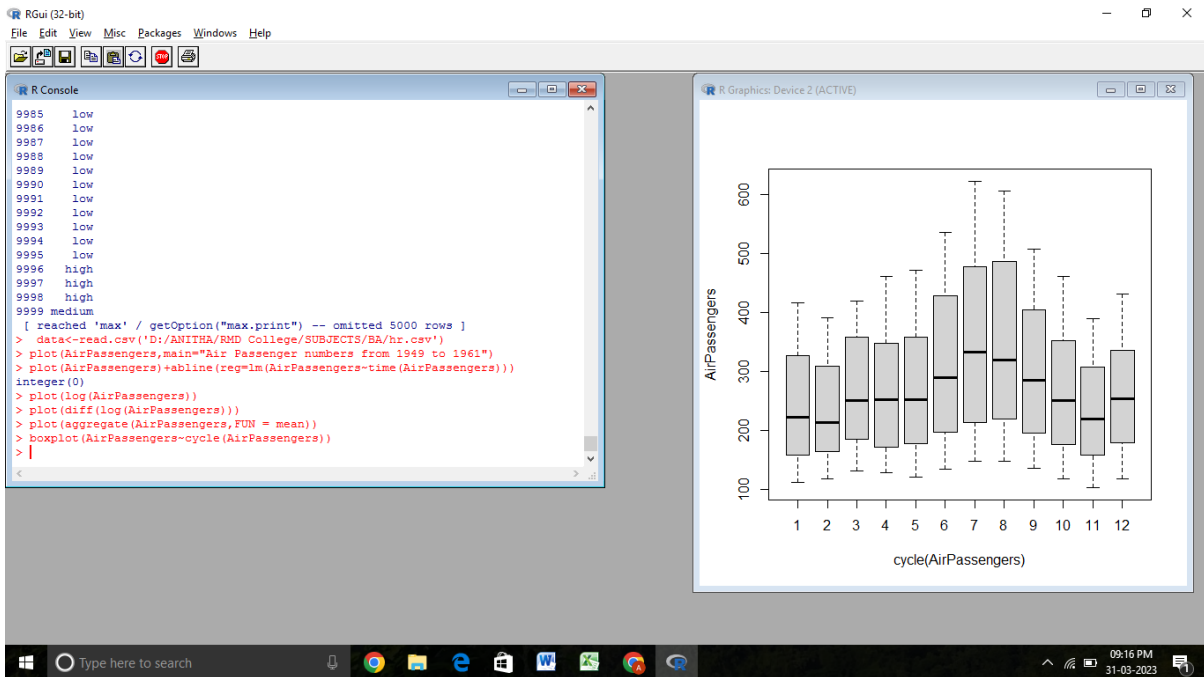 RGui (32-bit)
File Edit View Misc Packages Windows Help
STOP
R Console
9985 low
9986 low
9987 low
9988 low
9989 low
9990 low
9991 low
9992 low
9993 low
9994 low
9995 low
9996 high
9997 high
9998 high
9999 medium
[ reached 'max' / getOption("max.print") -- omitted 5000 rows ]
>  data<-read.csv('D:/ANITHA/RMD College/SUBJECTS/BA/hr.csv')
> plot(AirPassengers,main="Air Passenger numbers from 1949 to 1961")
> plot(AirPassengers)+abline(reg=lm(AirPassengers~time(AirPassengers)))
integer(0)
> plot(log(AirPassengers))
> plot(diff(log(AirPassengers)))
> plot(aggregate(AirPassengers,FUN = mean))
> boxplot(AirPassengers~cycle(AirPassengers))
>
R Graphics: Device 2 (ACTIVE)
600
500
400
300
200
100
AirPassengers
1 2 3 4 5 6 7 8 9 10 11 12
cycle(AirPassengers)
Type here to search
09:16 PM
31-03-2023
1